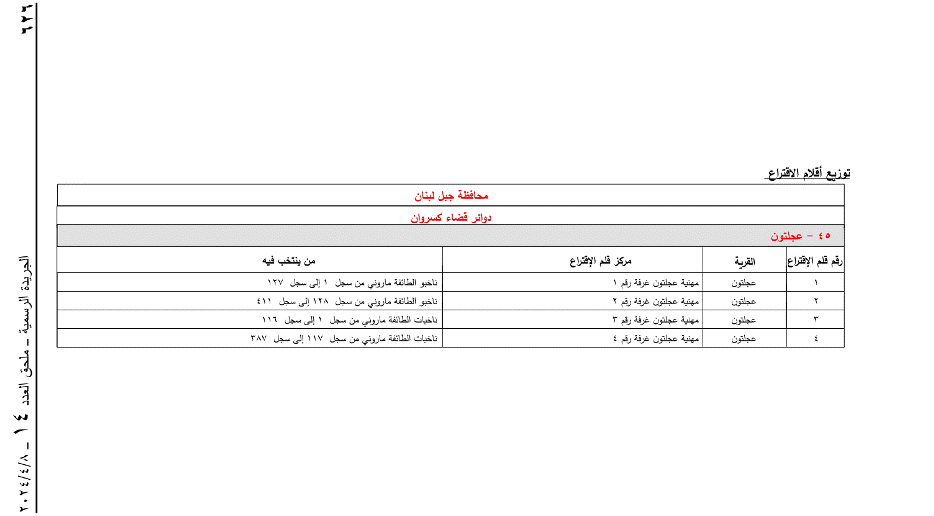 ٦٢٦
الجريدة الرسمية – ملحق العدد ١٤ – ٢٠٢٤/٤/٨
توزيع أقلام الاقتراع
محافظة جبل لبنان
دوائر قضاء كسروان
٤٥ - عجلتون
رقم قلم الإقتراع القرية مركز قلم الإقتراع من ينتخب فيه
١ عجلتون مهنية عجلتون غرفة رقم ١ ناخبو الطائفة ماروني من سجل ١ إلى سجل ١٢٧
٢ عجلتون مهنية عجلتون غرفة رقم ٢ ناخبو الطائفة ماروني من سجل ١٢٨ إلى سجل ٤١١
٣ عجلتون مهنية عجلتون غرفة رقم ٣ ناخبات الطائفة ماروني من سجل ١ إلى سجل ١١٦
٤ عجلتون مهنية عجلتون غرفة رقم ٤ ناخبات الطائفة ماروني من سجل ١١٧ إلى سجل ٣٨٧